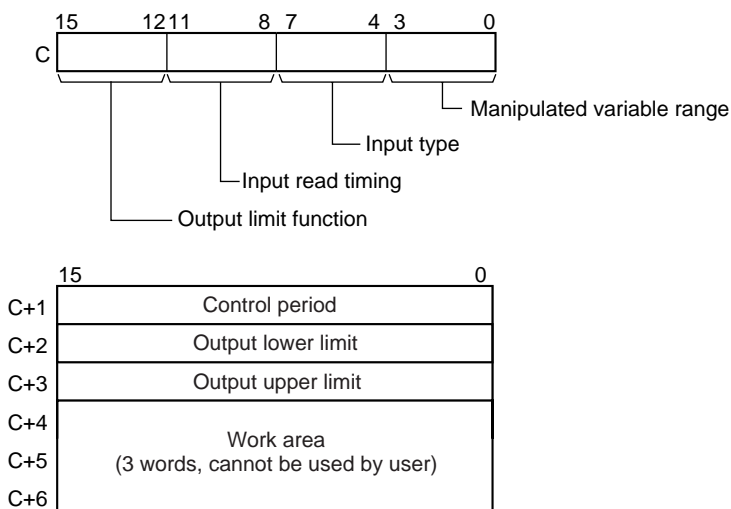 15 12 11 8 7 4 3 0
C
Manipulated variable range
Input type
Input read timing
Output limit function
15 0
C+1 Control period
C+2 Output lower limit
C+3 Output upper limit
C+4
Work area
C+5 (3 words, cannot be used by user)
C+6